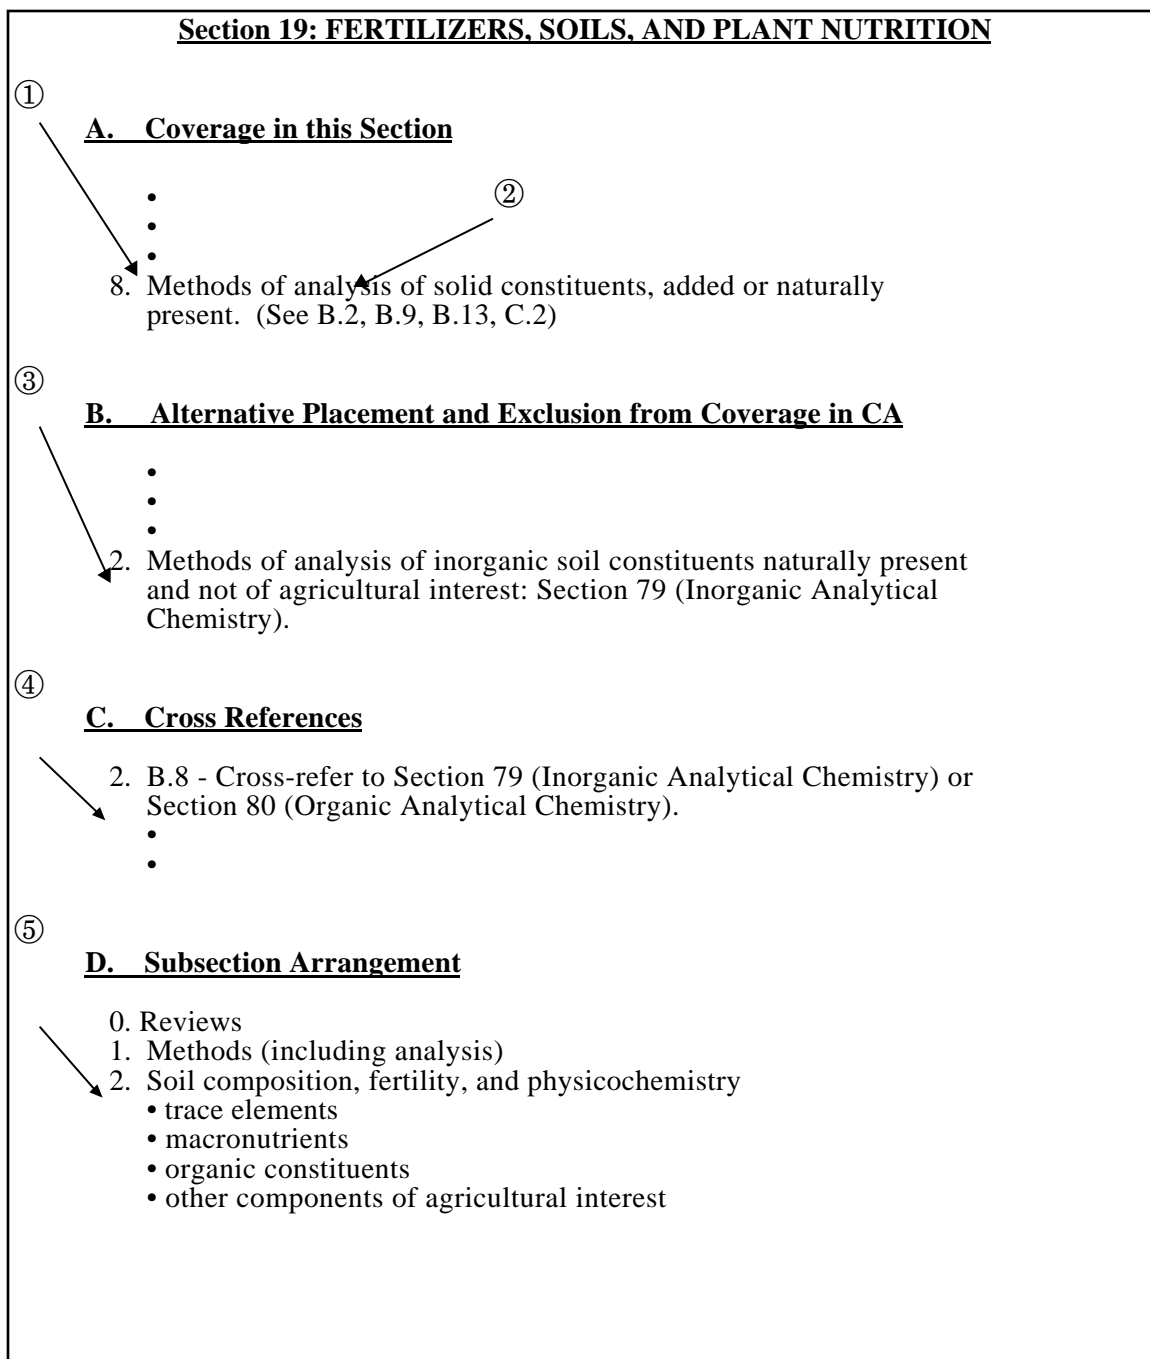 Section 19: FERTILIZERS, SOILS, AND PLANT NUTRITION
①
A. Coverage in this Section
•
②
•
•
8. Methods of analysis of solid constituents, added or naturally
present. (See B.2, B.9, B.13, C.2)
③
B. Alternative Placement and Exclusion from Coverage in CA
•
•
•
2. Methods of analysis of inorganic soil constituents naturally present
and not of agricultural interest: Section 79 (Inorganic Analytical
Chemistry).
④
C. Cross References
2. B.8 - Cross-refer to Section 79 (Inorganic Analytical Chemistry) or
Section 80 (Organic Analytical Chemistry).
•
•
⑤
D. Subsection Arrangement
0. Reviews
1. Methods (including analysis)
2. Soil composition, fertility, and physicochemistry
• trace elements
• macronutrients
• organic constituents
• other components of agricultural interest